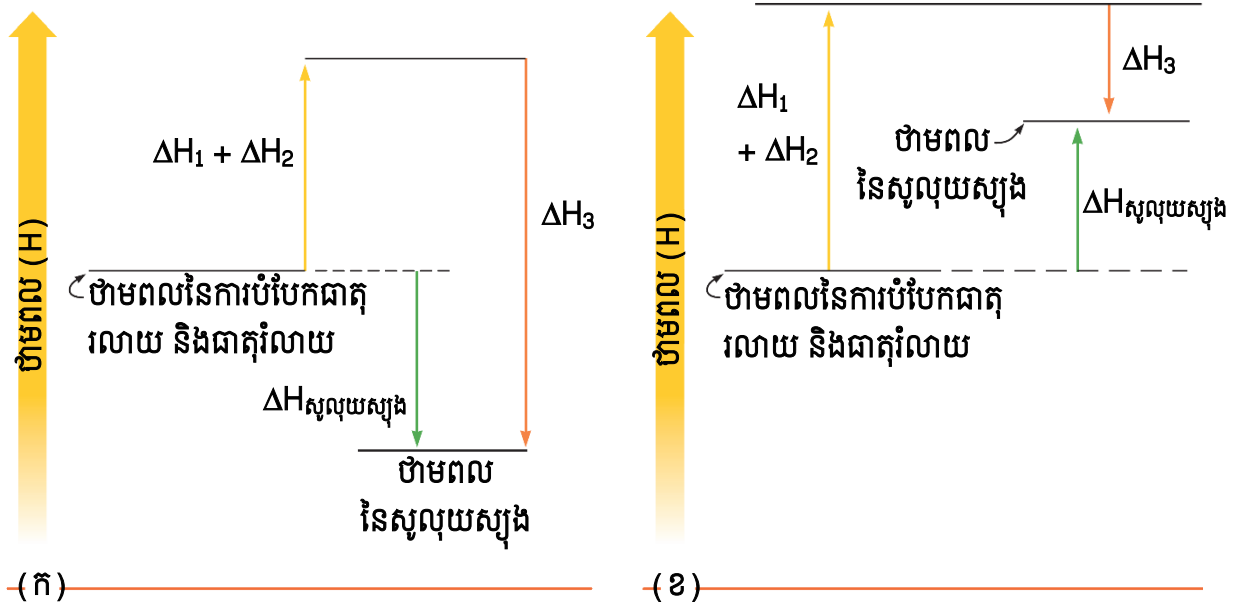 ថាមពល (H)
ΔH₁ + ΔH₂
ΔH₃
ថាមពលនៃការបំបែកធាតុ
រលាយ និងធាតុរំលាយ
ΔHសូលុយស្យុង
ថាមពល
នៃសូលុយស្យុង
(ក)
ថាមពល (H)
ΔH₁
+ ΔH₂
ΔH₃
ថាមពល
នៃសូលុយស្យុង
ΔHសូលុយស្យុង
ថាមពលនៃការបំបែកធាតុ
រលាយ និងធាតុរំលាយ
(ខ)